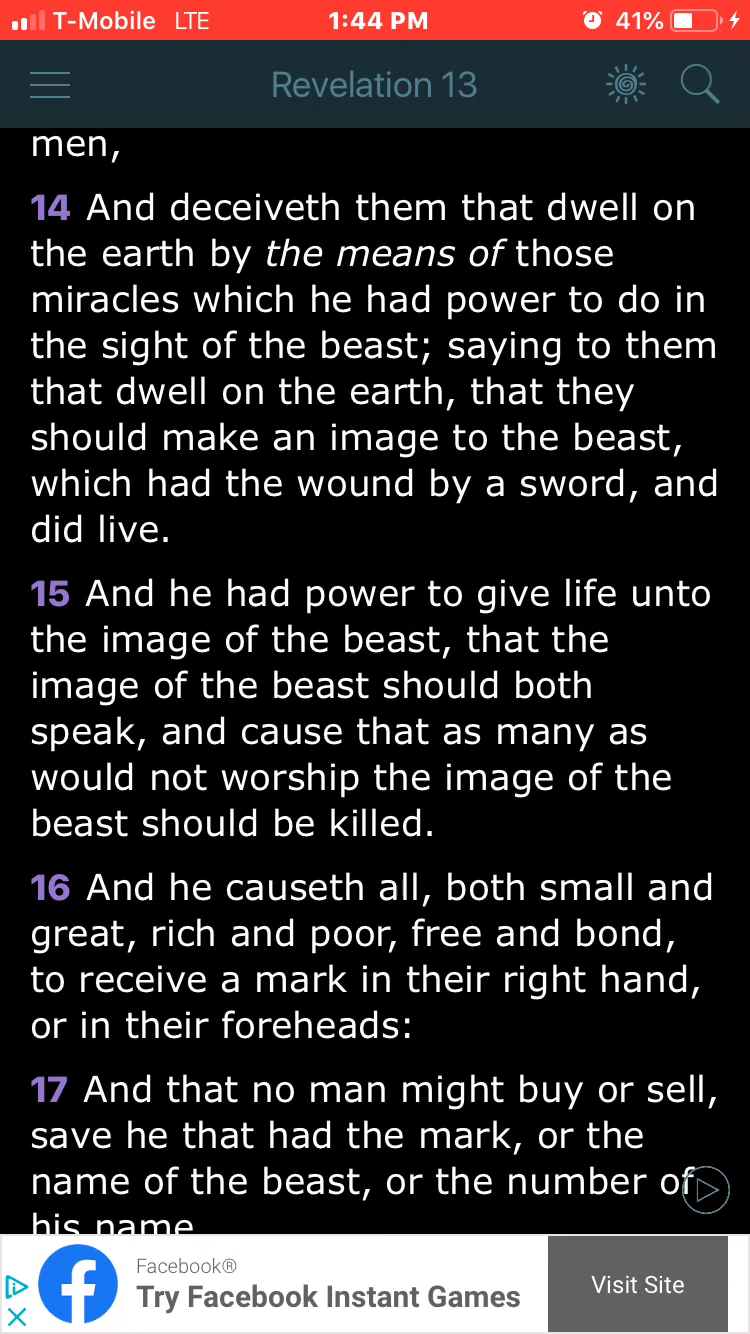 T-Mobile LTE 1:44 PM 41%
Revelation 13
men,
14 And deceiveth them that dwell on
the earth by the means of those
miracles which he had power to do in
the sight of the beast; saying to them
that dwell on the earth, that they
should make an image to the beast,
which had the wound by a sword, and
did live.
15 And he had power to give life unto
the image of the beast, that the
image of the beast should both
speak, and cause that as many as
would not worship the image of the
beast should be killed.
16 And he causeth all, both small and
great, rich and poor, free and bond,
to receive a mark in their right hand,
or in their foreheads:
17 And that no man might buy or sell,
save he that had the mark, or the
name of the beast, or the number of
his name
Facebook®
Try Facebook Instant Games
Visit Site